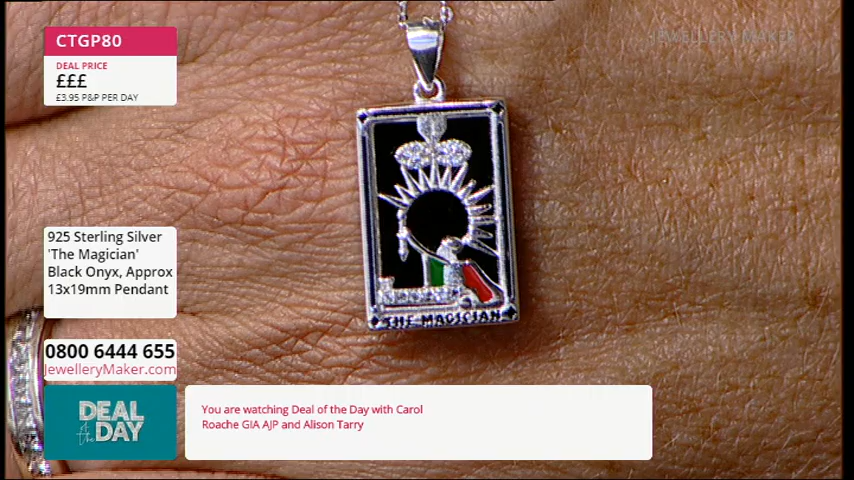 CTGP80
DEAL PRICE
£££
£3.95 P&P PER DAY
JEWELLERY MAKER
THE MAGICIAN
925 Sterling Silver
'The Magician'
Black Onyx, Approx
13x19mm Pendant
0800 6444 655
JewelleryMaker.com
DEAL
of the
DAY
You are watching Deal of the Day with Carol
Roache GIA AJP and Alison Tarry